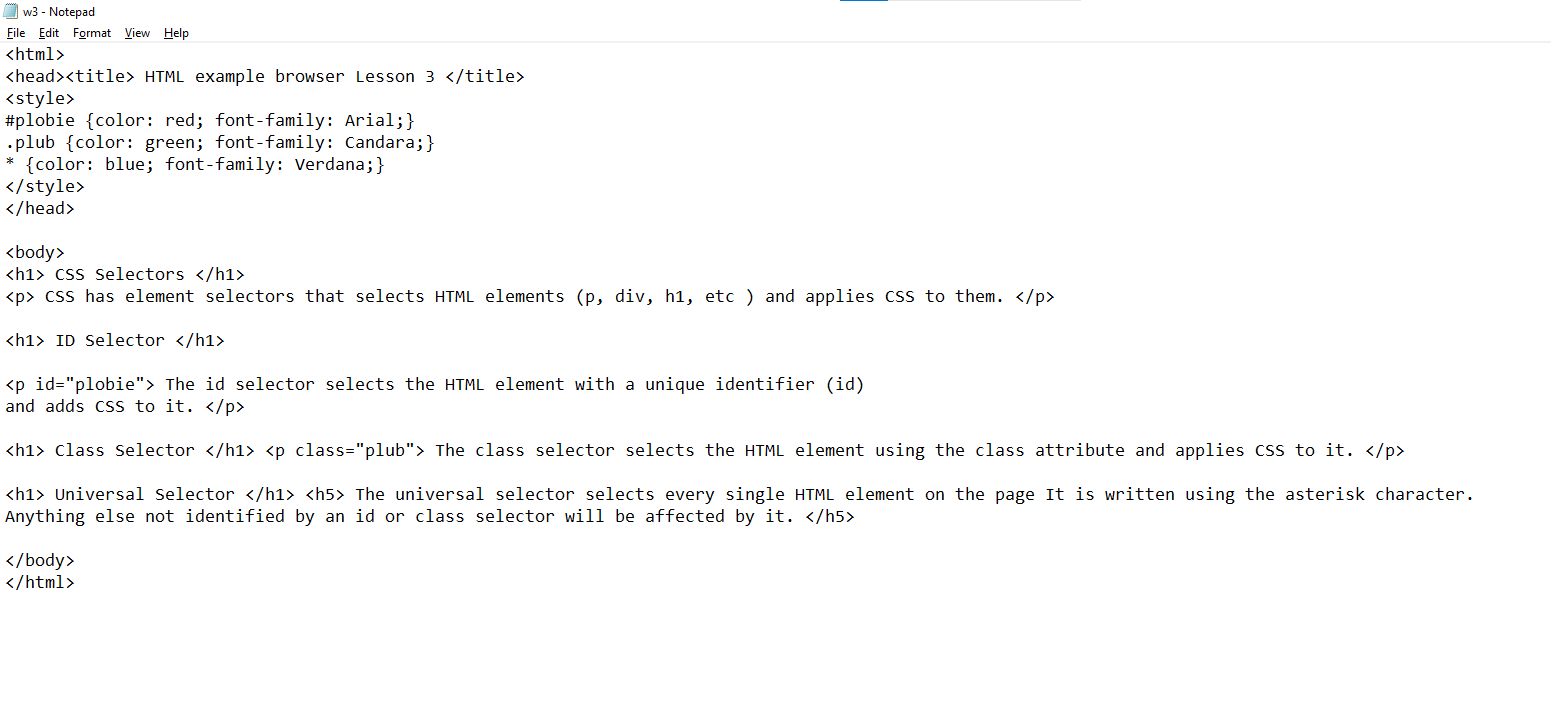 w3 - Notepad
File Edit Format View Help
<html>
<head><title> HTML example browser Lesson 3 </title>
<style>
#plobie {color: red; font-family: Arial;}
.plub {color: green; font-family: Candara;}
* {color: blue; font-family: Verdana;}
</style>
</head>
<body>
<h1> CSS Selectors </h1>
<p> CSS has element selectors that selects HTML elements (p, div, h1, etc ) and applies CSS to them. </p>
<h1> ID Selector </h1>
<p id="plobie"> The id selector selects the HTML element with a unique identifier (id)
and adds CSS to it. </p>
<h1> Class Selector </h1> <p class="plub"> The class selector selects the HTML element using the class attribute and applies CSS to it. </p>
<h1> Universal Selector </h1> <h5> The universal selector selects every single HTML element on the page It is written using the asterisk character.
Anything else not identified by an id or class selector will be affected by it. </h5>
</body>
</html>